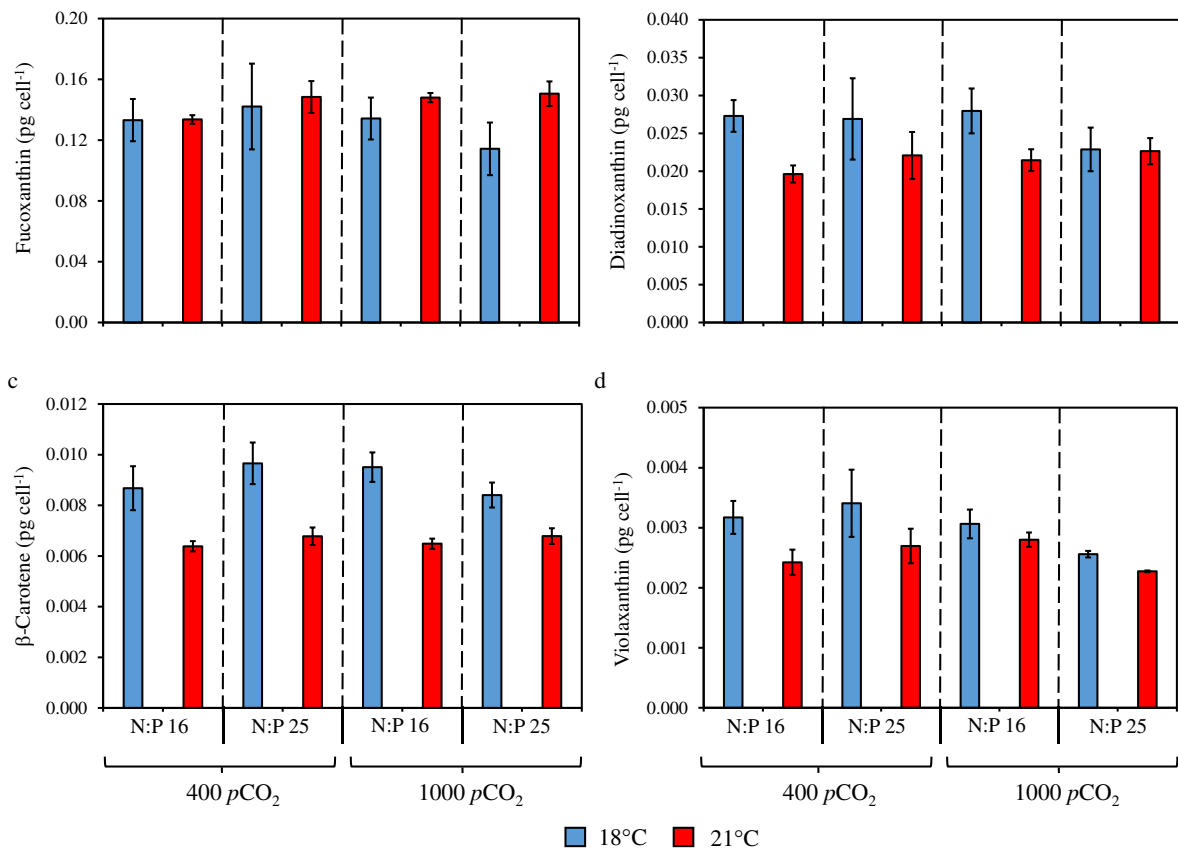 Fucoxanthin (pg cell-1)
0.20
0.16
0.12
0.08
0.04
0.00
Diadinoxanthin (pg cell-1)
0.040
0.035
0.030
0.025
0.020
0.015
0.010
0.005
0.000
c
β-Carotene (pg cell-1)
0.012
0.010
0.008
0.006
0.004
0.002
0.000
N:P 16 N:P 25 N:P 16 N:P 25
400 pCO2 1000 pCO2
d
Violaxanthin (pg cell-1)
0.005
0.004
0.003
0.002
0.001
0.000
N:P 16 N:P 25 N:P 16 N:P 25
400 pCO2 1000 pCO2
18°C 21°C